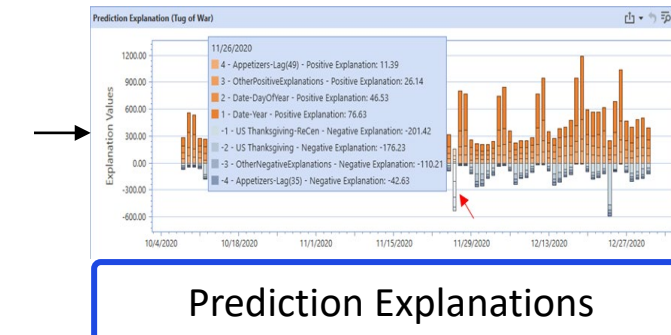 Prediction Explanation (Tug of War)
11/26/2020
4 - Appetizers-Lag(49) - Positive Explanation: 11.39
3 - OtherPositiveExplanations - Positive Explanation: 26.14
2 - Date-DayOfYear - Positive Explanation: 46.53
1 - Date-Year - Positive Explanation: 76.63
-1 - US Thanksgiving-ReCen - Negative Explanation: -201.42
-2 - US Thanksgiving - Negative Explanation: -176.23
-3 - OtherNegativeExplanations - Negative Explanation: -110.21
-4 - Appetizers-Lag(35) - Negative Explanation: -42.63
Explanation Values
1200.00
900.00
600.00
300.00
0.00
-300.00
-600.00
10/4/2020 10/18/2020 11/1/2020 11/15/2020 11/29/2020 12/13/2020 12/27/2020
Prediction Explanations